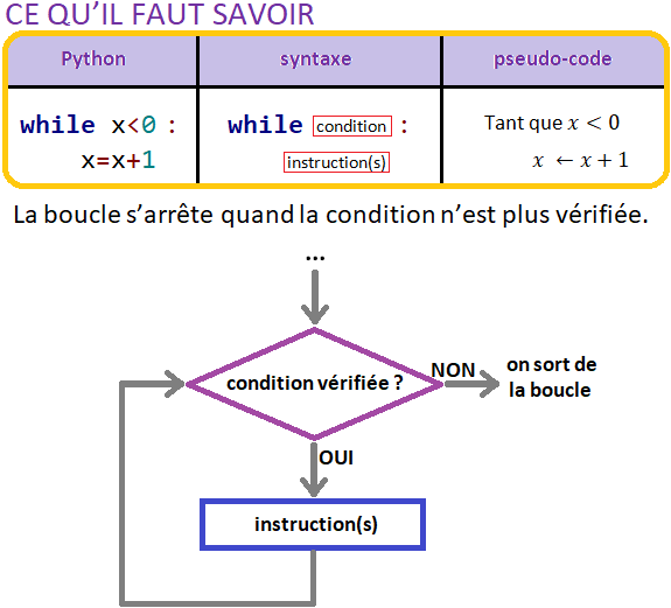 CE QU'IL FAUT SAVOIR
Python syntaxe pseudo-code
while x<0 : while condition : Tant que x < 0
x=x+1 instruction(s) x ← x + 1
La boucle s'arrête quand la condition n'est plus vérifiée.
...
condition vérifiée ? NON on sort de
la boucle
OUI
instruction(s)